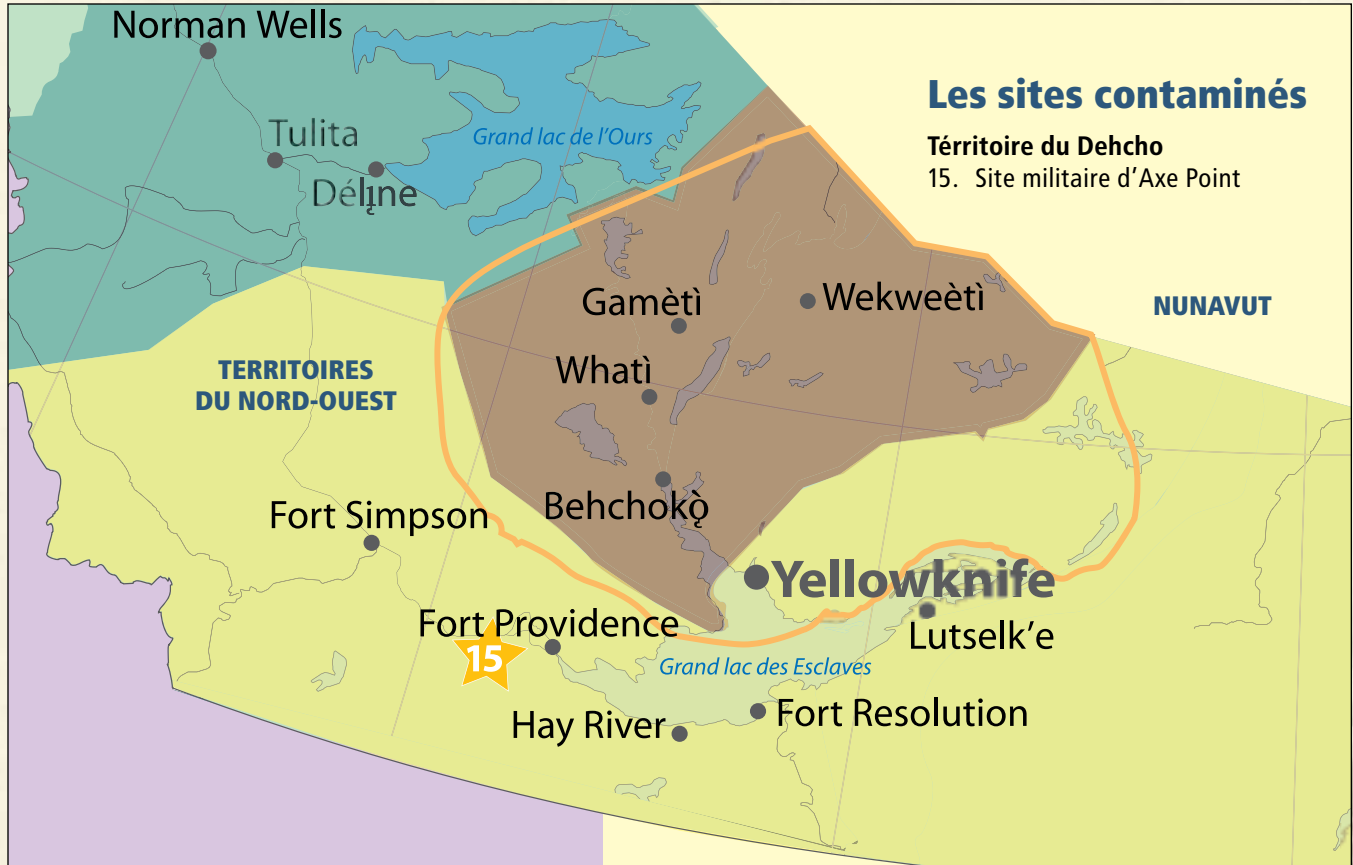 Norman Wells
Les sites contaminés
Térritoire du Dehcho
15. Site militaire d'Axe Point
Tulita
Grand lac de l'Ours
Délı̨ne
Gamètì
Wekweètì
NUNAVUT
TERRITOIRES
DU NORD-OUEST
Whatì
Behchokǫ̀
Fort Simpson
Yellowknife
Fort Providence
Lutselk'e
15
Grand lac des Esclaves
Hay River
Fort Resolution